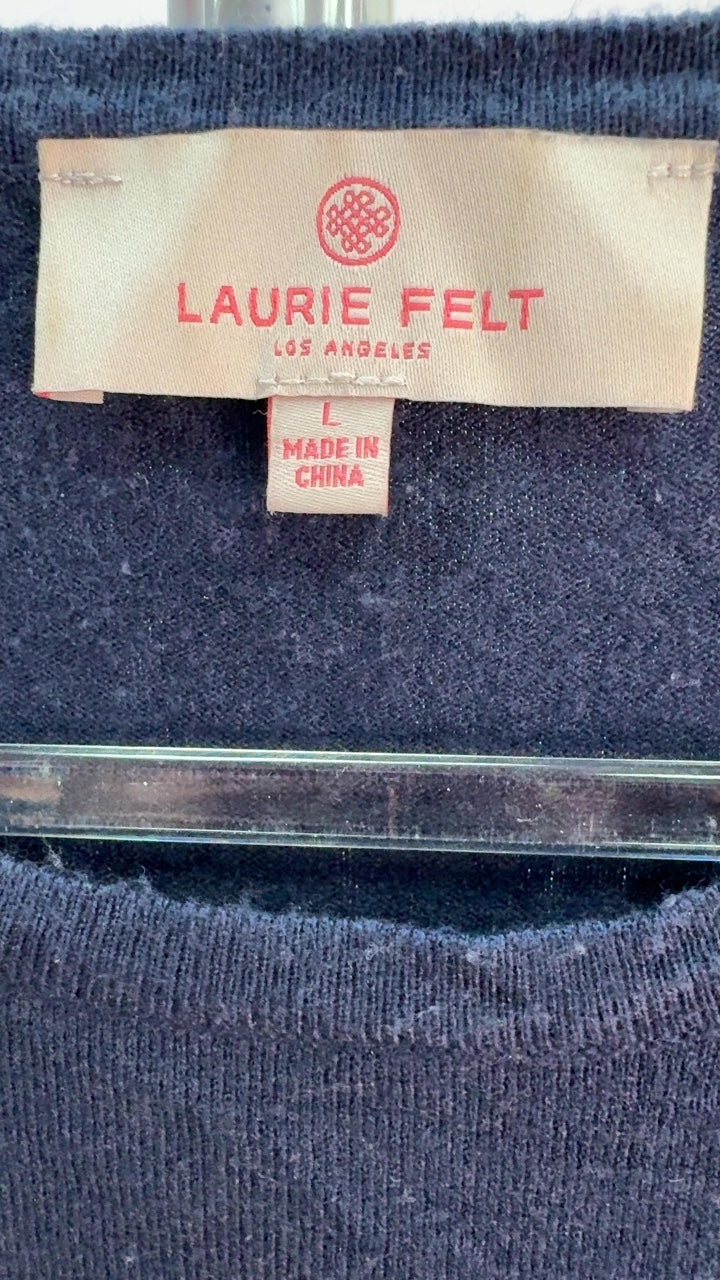 LAURIE FELT
LOS ANGELES
L
MADE IN
CHINA